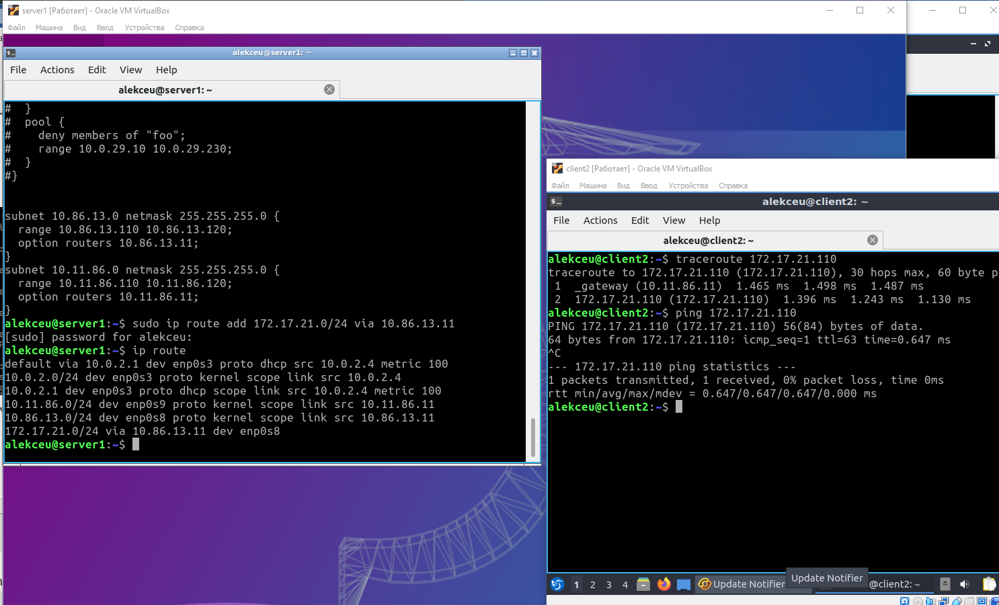 server1 [Работает] - Oracle VM VirtualBox
Файл Машина Вид Ввод Устройства Справка
alekceu@server1: ~
File Actions Edit View Help
alekceu@server1: ~
#  }
#  pool {
#    deny members of "foo";
#    range 10.0.29.10 10.0.29.230;
#  }
#}
subnet 10.86.13.0 netmask 255.255.255.0 {
  range 10.86.13.110 10.86.13.120;
  option routers 10.86.13.11;
}
subnet 10.11.86.0 netmask 255.255.255.0 {
  range 10.11.86.110 10.11.86.120;
  option routers 10.11.86.11;
}
alekceu@server1:~$ sudo ip route add 172.17.21.0/24 via 10.86.13.11
[sudo] password for alekceu:
alekceu@server1:~$ ip route
default via 10.0.2.1 dev enp0s3 proto dhcp src 10.0.2.4 metric 100
10.0.2.0/24 dev enp0s3 proto kernel scope link src 10.0.2.4
10.0.2.1 dev enp0s3 proto dhcp scope link src 10.0.2.4 metric 100
10.11.86.0/24 dev enp0s9 proto kernel scope link src 10.11.86.11
10.86.13.0/24 dev enp0s8 proto kernel scope link src 10.86.13.11
172.17.21.0/24 via 10.86.13.11 dev enp0s8
alekceu@server1:~$
client2 [Работает] - Oracle VM VirtualBox
Файл Машина Вид Ввод Устройства Справка
alekceu@client2: ~
File Actions Edit View Help
alekceu@client2: ~
alekceu@client2:~$ traceroute 172.17.21.110
traceroute to 172.17.21.110 (172.17.21.110), 30 hops max, 60 byte p
 1  _gateway (10.11.86.11)  1.465 ms  1.498 ms  1.487 ms
 2  172.17.21.110 (172.17.21.110)  1.396 ms  1.243 ms  1.130 ms
alekceu@client2:~$ ping 172.17.21.110
PING 172.17.21.110 (172.17.21.110) 56(84) bytes of data.
64 bytes from 172.17.21.110: icmp_seq=1 ttl=63 time=0.647 ms
^C
--- 172.17.21.110 ping statistics ---
1 packets transmitted, 1 received, 0% packet loss, time 0ms
rtt min/avg/max/mdev = 0.647/0.647/0.647/0.000 ms
alekceu@client2:~$
1 2 3 4 Update Notifier @client2: ~
Update Notifier